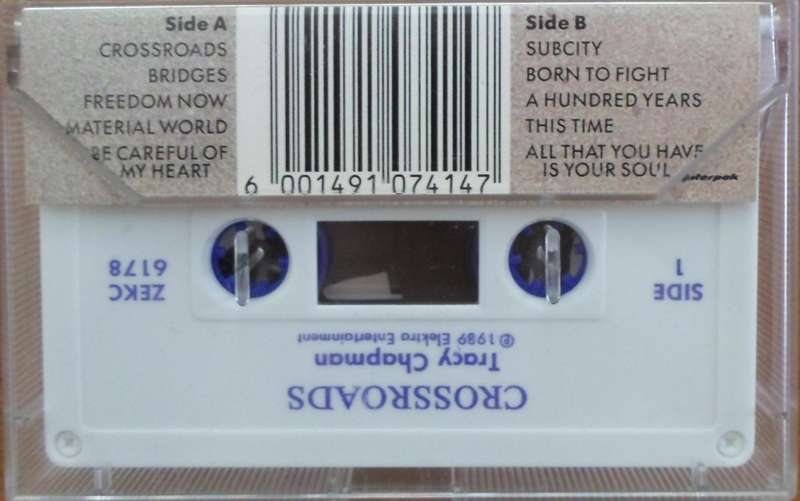 Side A
CROSSROADS
BRIDGES
FREEDOM NOW
MATERIAL WORLD
BE CAREFUL OF
MY HEART
6 001491 074147
Side B
SUBCITY
BORN TO FIGHT
A HUNDRED YEARS
THIS TIME
ALL THAT YOU HAVE
IS YOUR SOUL
interpak
CROSSROADS
Tracy Chapman
℗ 1989 Elektra Entertainment
SIDE
1
ZEKC
6178